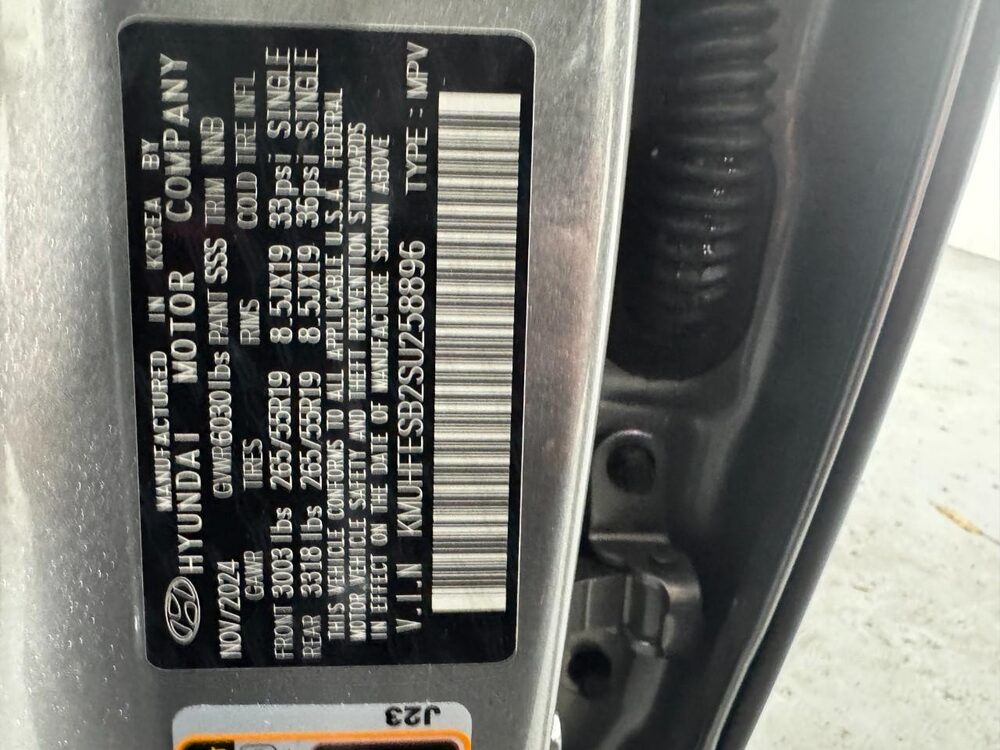 MANUFACTURED IN KOREA BY
HYUNDAI MOTOR COMPANY
NOV/2024 GVWR6030lbs PAINT SSS TRIM NNB
GAWR TIRES RIMS COLD TIRE INFL
FRONT 3003 lbs 265/55R19 8.5JX19 33psi SINGLE
REAR 3318 lbs 265/55R19 8.5JX19 36psi SINGLE
THIS VEHICLE CONFORMS TO ALL APPLICABLE U.S.A. FEDERAL
MOTOR VEHICLE SAFETY AND THEFT PREVENTION STANDARDS
IN EFFECT ON THE DATE OF MANUFACTURE SHOWN ABOVE
V.I.N KMUHFESB2SU258896 TYPE : MPV
J23